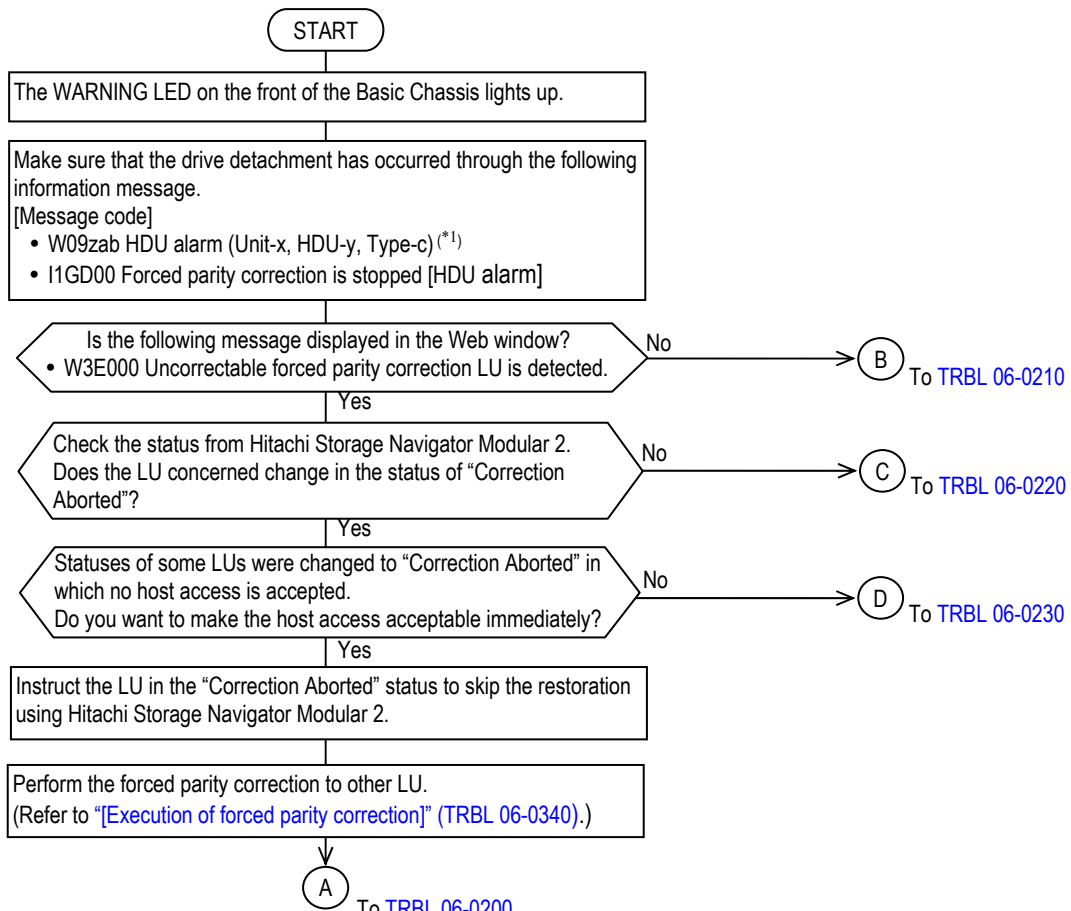 START
The WARNING LED on the front of the Basic Chassis lights up.
Make sure that the drive detachment has occurred through the following
information message.
[Message code]
• W09zab HDU alarm (Unit-x, HDU-y, Type-c) (*1)
• I1GD00 Forced parity correction is stopped [HDU alarm]
Is the following message displayed in the Web window?
• W3E000 Uncorrectable forced parity correction LU is detected.
No
B
To TRBL 06-0210
Yes
Check the status from Hitachi Storage Navigator Modular 2.
Does the LU concerned change in the status of “Correction
Aborted”?
No
C
To TRBL 06-0220
Yes
Statuses of some LUs were changed to “Correction Aborted” in
which no host access is accepted.
Do you want to make the host access acceptable immediately?
No
D
To TRBL 06-0230
Yes
Instruct the LU in the “Correction Aborted” status to skip the restoration
using Hitachi Storage Navigator Modular 2.
Perform the forced parity correction to other LU.
(Refer to “[Execution of forced parity correction]” (TRBL 06-0340).)
A
To TRBL 06-0200